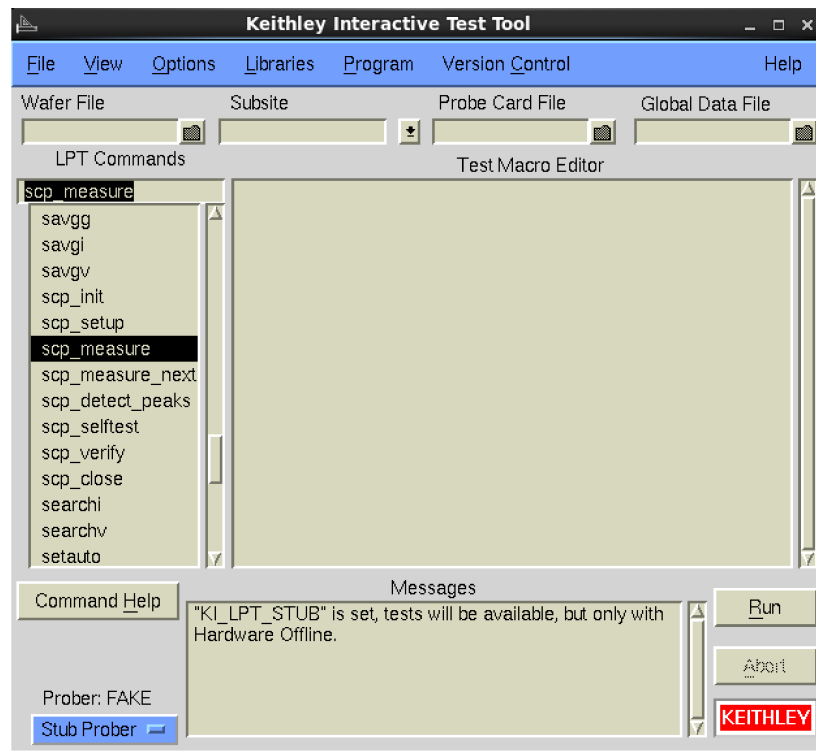 Keithley Interactive Test Tool
File View Options Libraries Program Version Control Help
Wafer File Subsite Probe Card File Global Data File
LPT Commands Test Macro Editor
scp_measure
savgg
savgi
savgv
scp_init
scp_setup
scp_measure
scp_measure_next
scp_detect_peaks
scp_selftest
scp_verify
scp_close
searchi
searchv
setauto
Command Help
Messages
"KI_LPT_STUB" is set, tests will be available, but only with
Hardware Offline.
Run
Abort
Prober: FAKE
Stub Prober
KEITHLEY